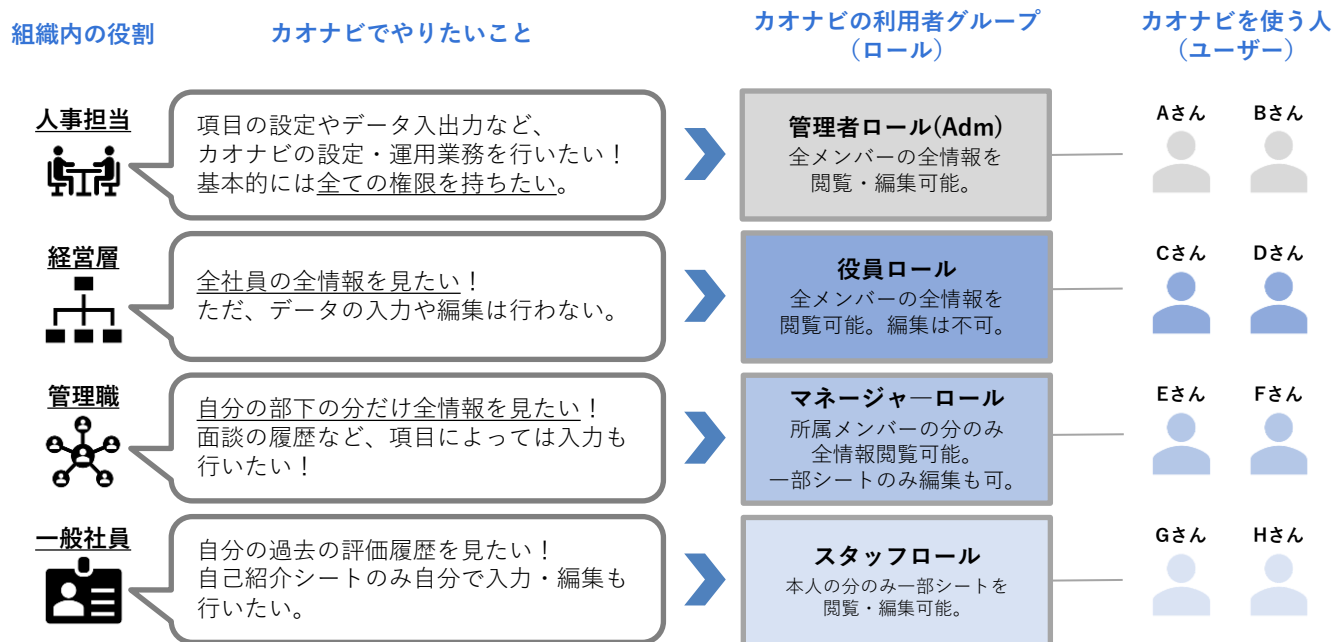 組織内の役割
カオナビでやりたいこと
カオナビの利用者グループ
（ロール）
カオナビを使う人
（ユーザー）
人事担当
項目の設定やデータ入出力など、
カオナビの設定・運用業務を行いたい！
基本的には全ての権限を持ちたい。
管理者ロール(Adm)
全メンバーの全情報を
閲覧・編集可能。
Aさん
Bさん
経営層
全社員の全情報を見たい！
ただ、データの入力や編集は行わない。
役員ロール
全メンバーの全情報を
閲覧可能。編集は不可。
Cさん
Dさん
管理職
自分の部下の分だけ全情報を見たい！
面談の履歴など、項目によっては入力も
行いたい！
マネージャ―ロール
所属メンバーの分のみ
全情報閲覧可能。
一部シートのみ編集も可。
Eさん
Fさん
一般社員
自分の過去の評価履歴を見たい！
自己紹介シートのみ自分で入力・編集も
行いたい。
スタッフロール
本人の分のみ一部シートを
閲覧・編集可能。
Gさん
Hさん